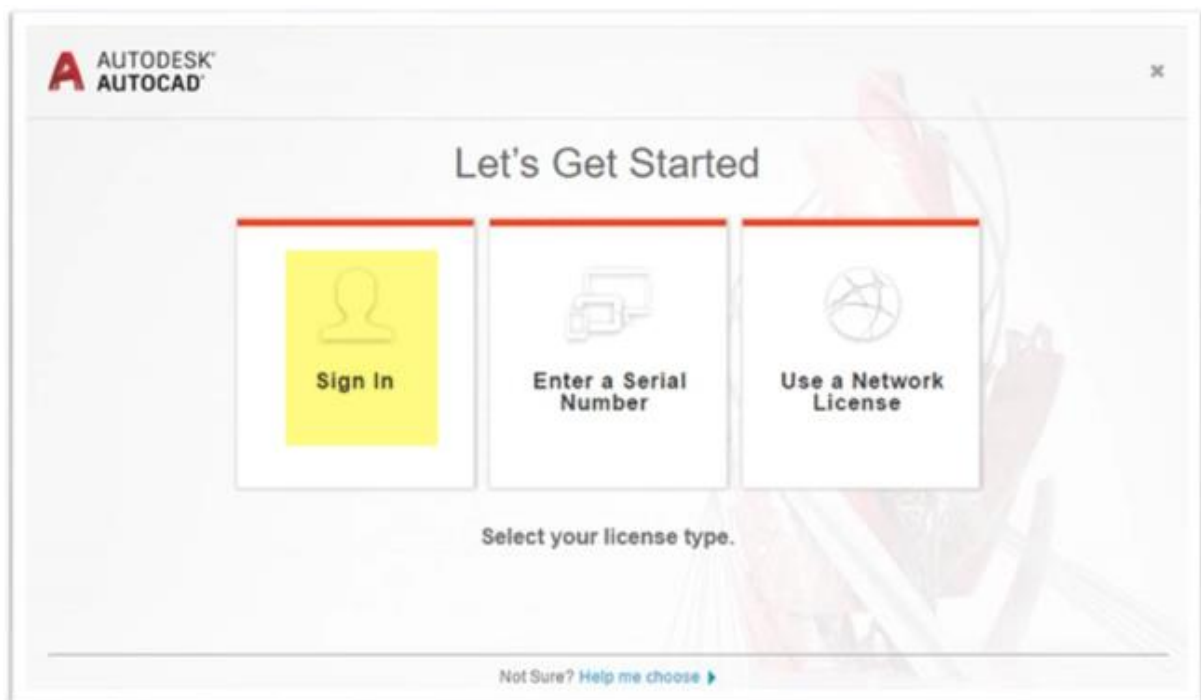 AUTODESK®
AUTOCAD®
Let's Get Started
Sign In
Enter a Serial
Number
Use a Network
License
Select your license type.
Not Sure? Help me choose